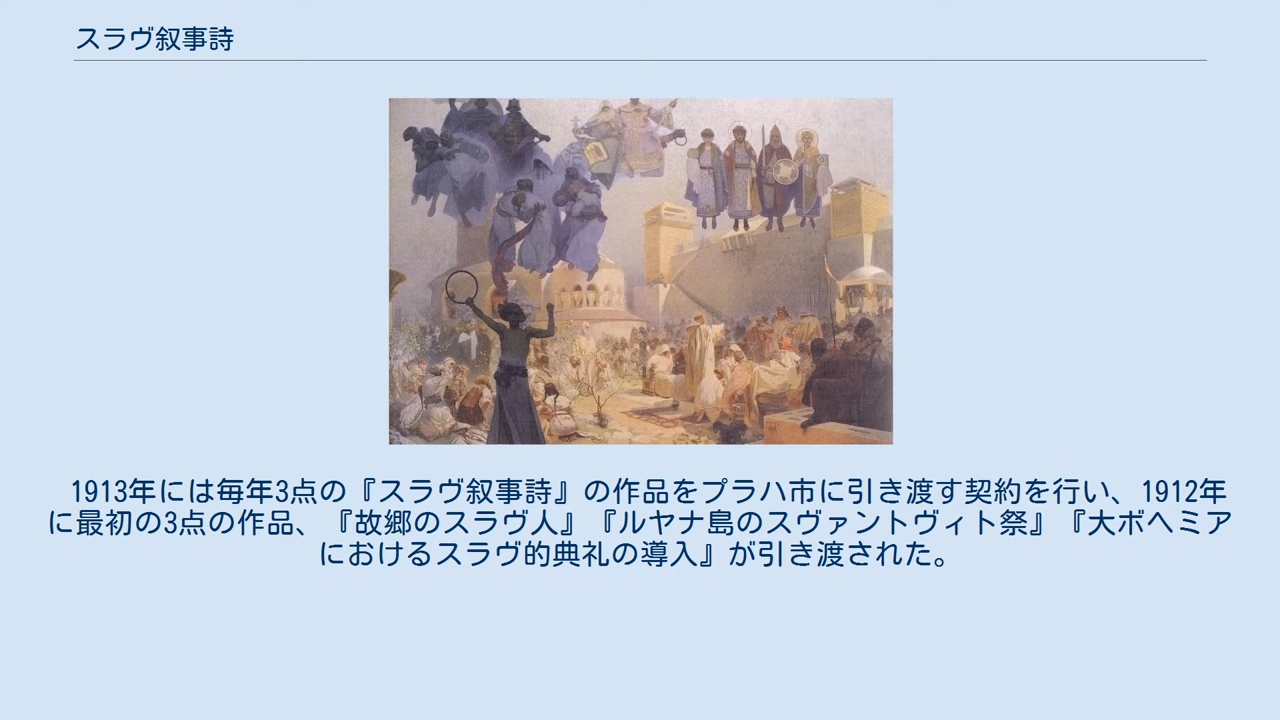 スラヴ叙事詩
1913年には毎年3点の『スラヴ叙事詩』の作品をプラハ市に引き渡す契約を行い、1912年
に最初の3点の作品、『故郷のスラヴ人』『ルヤナ島のスヴァントヴィト祭』『大ボヘミア
におけるスラヴ的典礼の導入』が引き渡された。